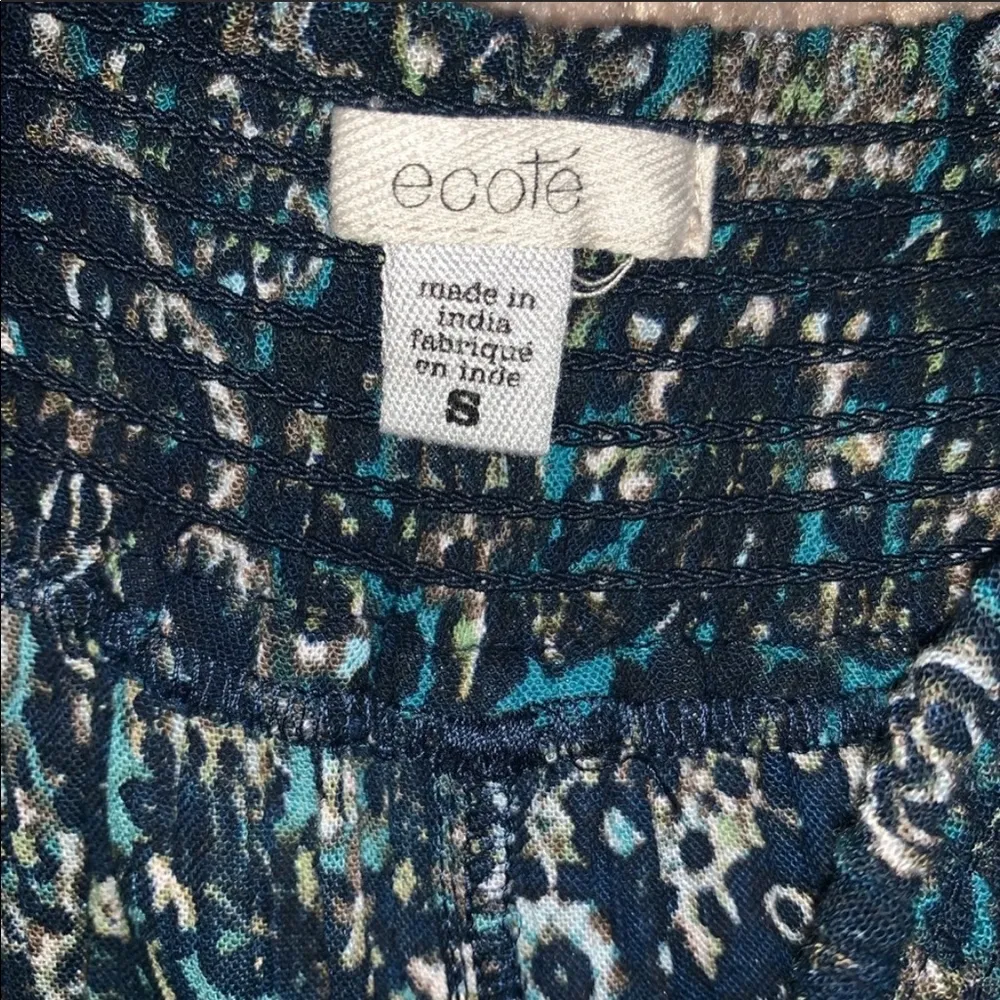 ecoté
made in
india
fabriqué
en inde
S